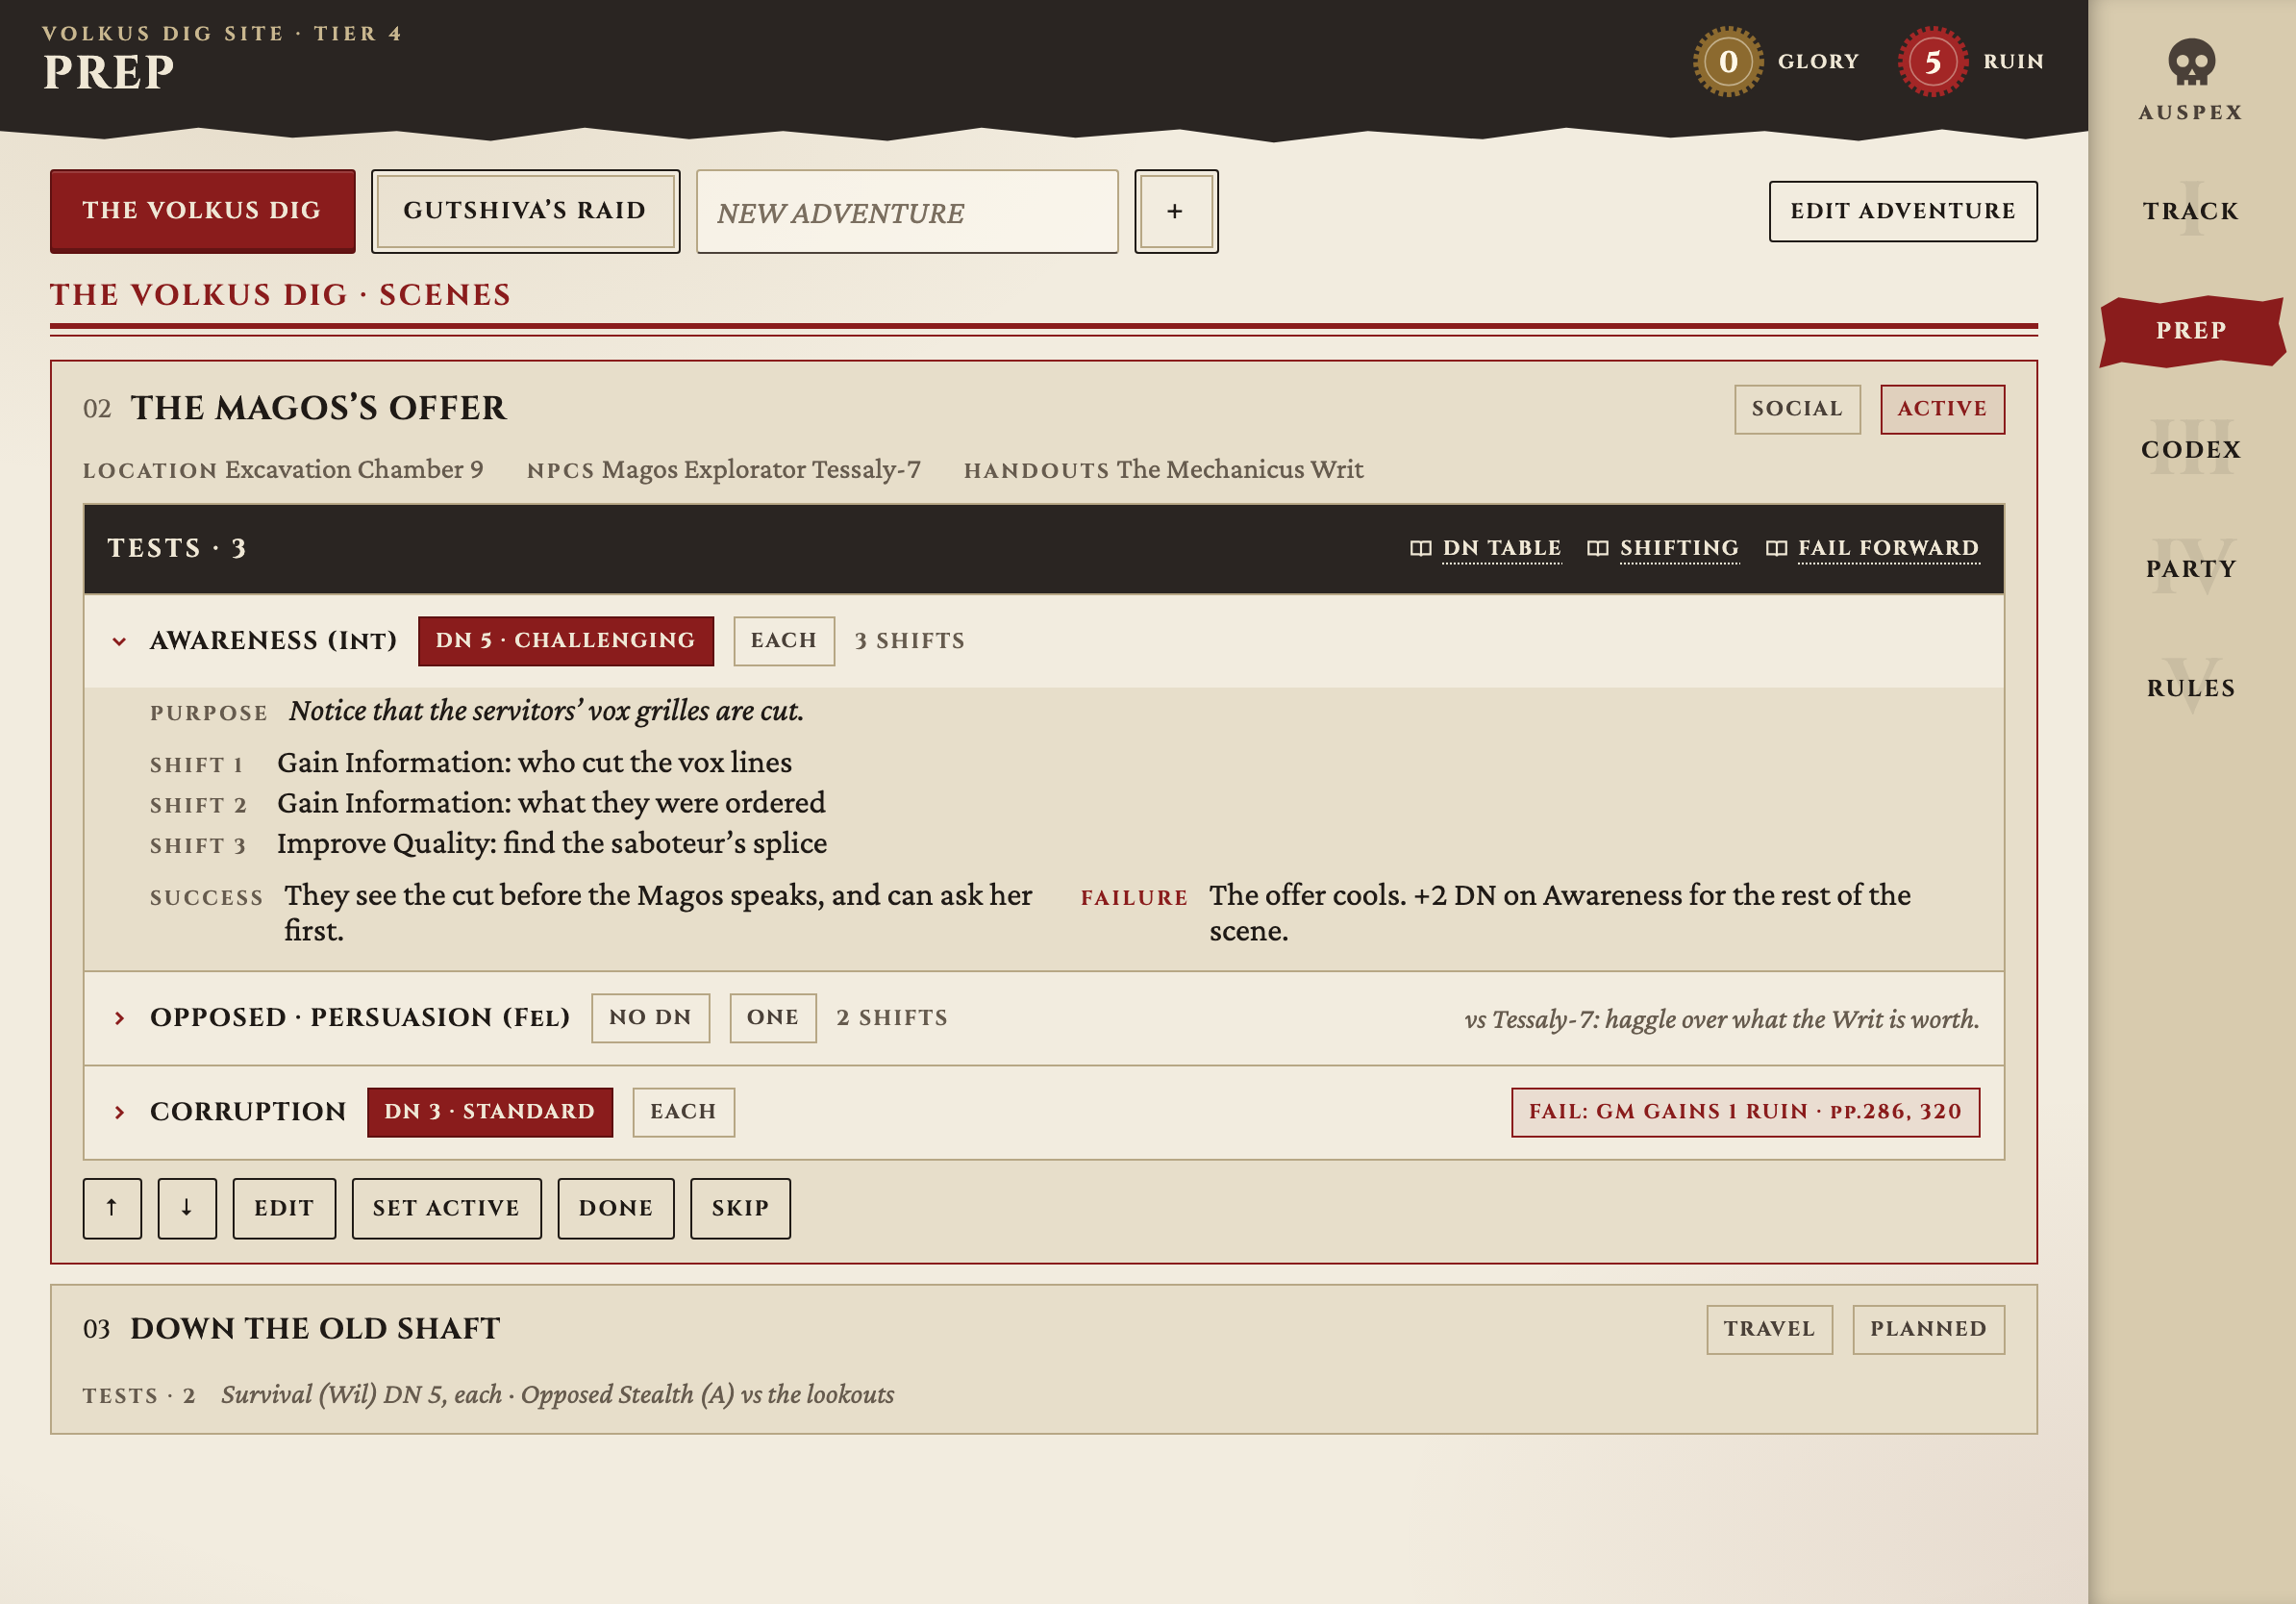 VOLKUS DIG SITE · TIER 4
PREP
0 GLORY 5 RUIN
THE VOLKUS DIG GUTSHIVA’S RAID NEW ADVENTURE + EDIT ADVENTURE
THE VOLKUS DIG · SCENES
02 THE MAGOS’S OFFER SOCIAL ACTIVE
LOCATION Excavation Chamber 9 NPCS Magos Explorator Tessaly-7 HANDOUTS The Mechanicus Writ
TESTS · 3 DN TABLE SHIFTING FAIL FORWARD
AWARENESS (INT) DN 5 · CHALLENGING EACH 3 SHIFTS
PURPOSE Notice that the servitors’ vox grilles are cut.
SHIFT 1 Gain Information: who cut the vox lines
SHIFT 2 Gain Information: what they were ordered
SHIFT 3 Improve Quality: find the saboteur’s splice
SUCCESS They see the cut before the Magos speaks, and can ask her
first.
FAILURE The offer cools. +2 DN on Awareness for the rest of the
scene.
OPPOSED · PERSUASION (FEL) NO DN ONE 2 SHIFTS vs Tessaly-7: haggle over what the Writ is worth.
CORRUPTION DN 3 · STANDARD EACH FAIL: GM GAINS 1 RUIN · PP.286, 320
↑ ↓ EDIT SET ACTIVE DONE SKIP
03 DOWN THE OLD SHAFT TRAVEL PLANNED
TESTS · 2 Survival (Wil) DN 5, each · Opposed Stealth (A) vs the lookouts
AUSPEX
I
TRACK
PREP
III
CODEX
IV
PARTY
V
RULES